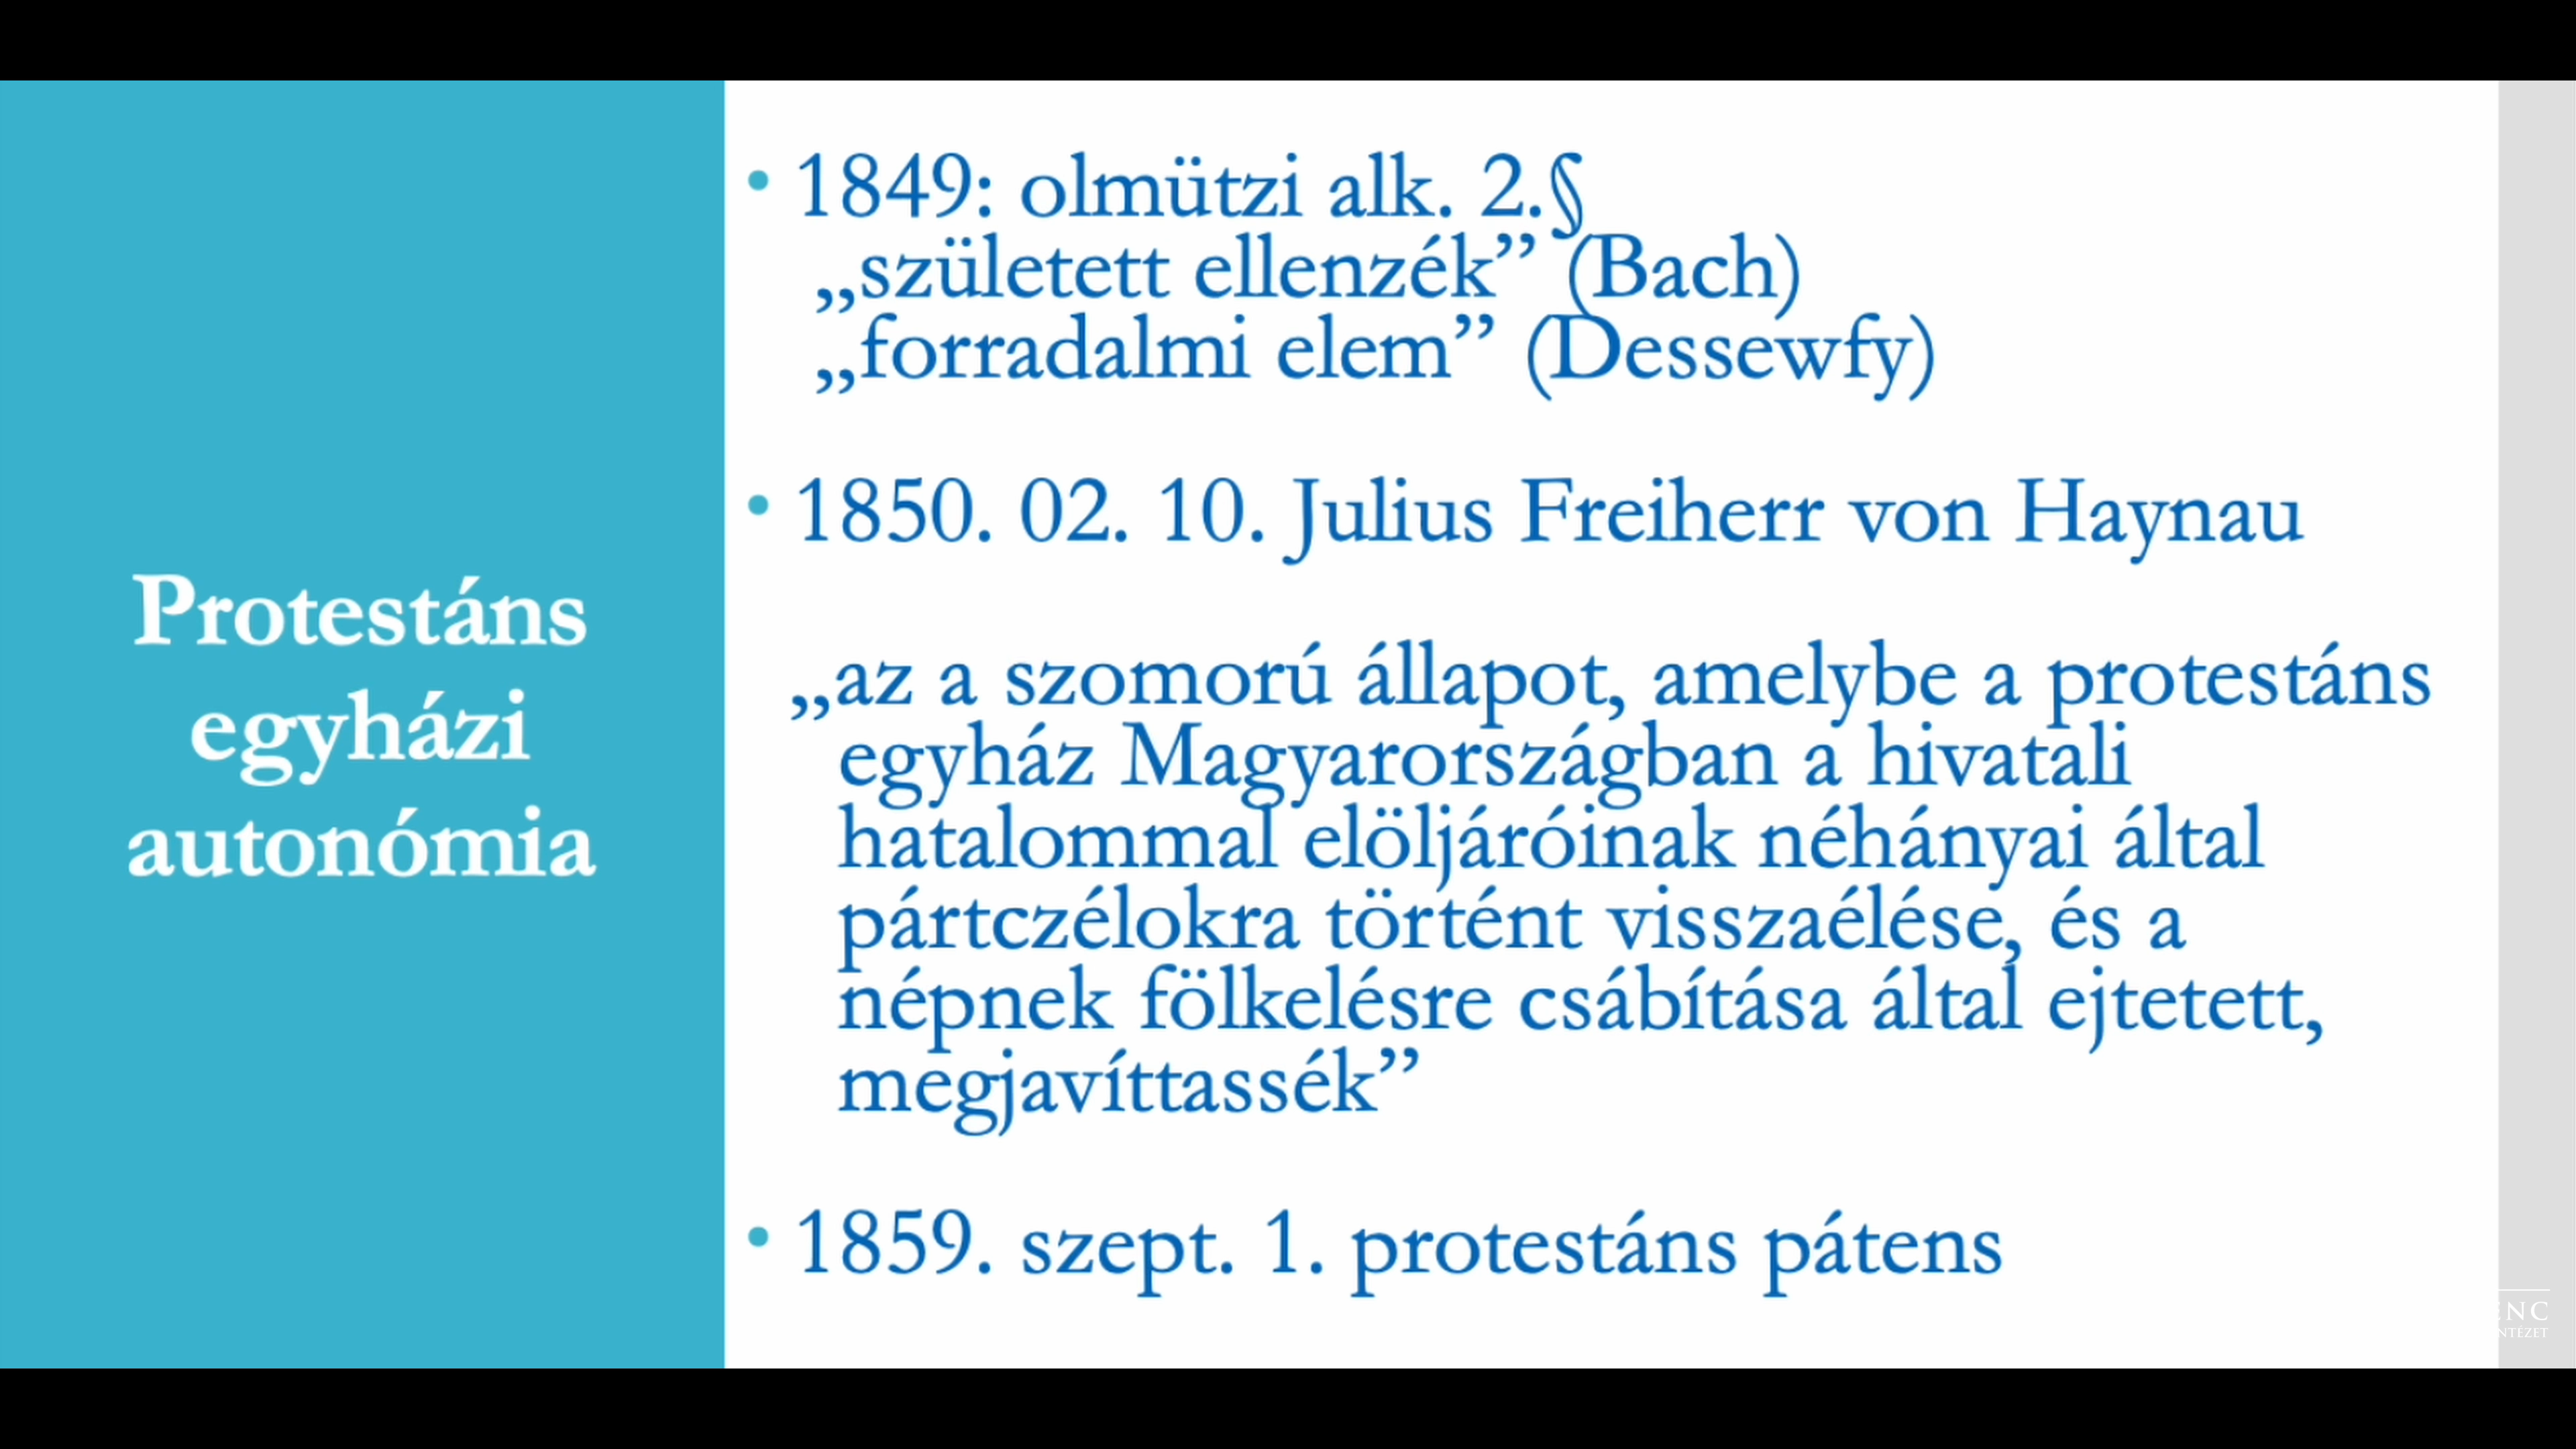 Protestáns
egyházi
autonómia
• 1849: olmützi alk. 2.§
„született ellenzék” (Bach)
„forradalmi elem” (Dessewfy)
• 1850. 02. 10. Julius Freiherr von Haynau
„az a szomorú állapot, amelybe a protestáns
egyház Magyarországban a hivatali
hatalommal elöljáróinak néhányai által
pártczélokra történt visszaélése, és a
népnek fölkelésre csábítása által ejtetett,
megjavíttassék”
• 1859. szept. 1. protestáns pátens